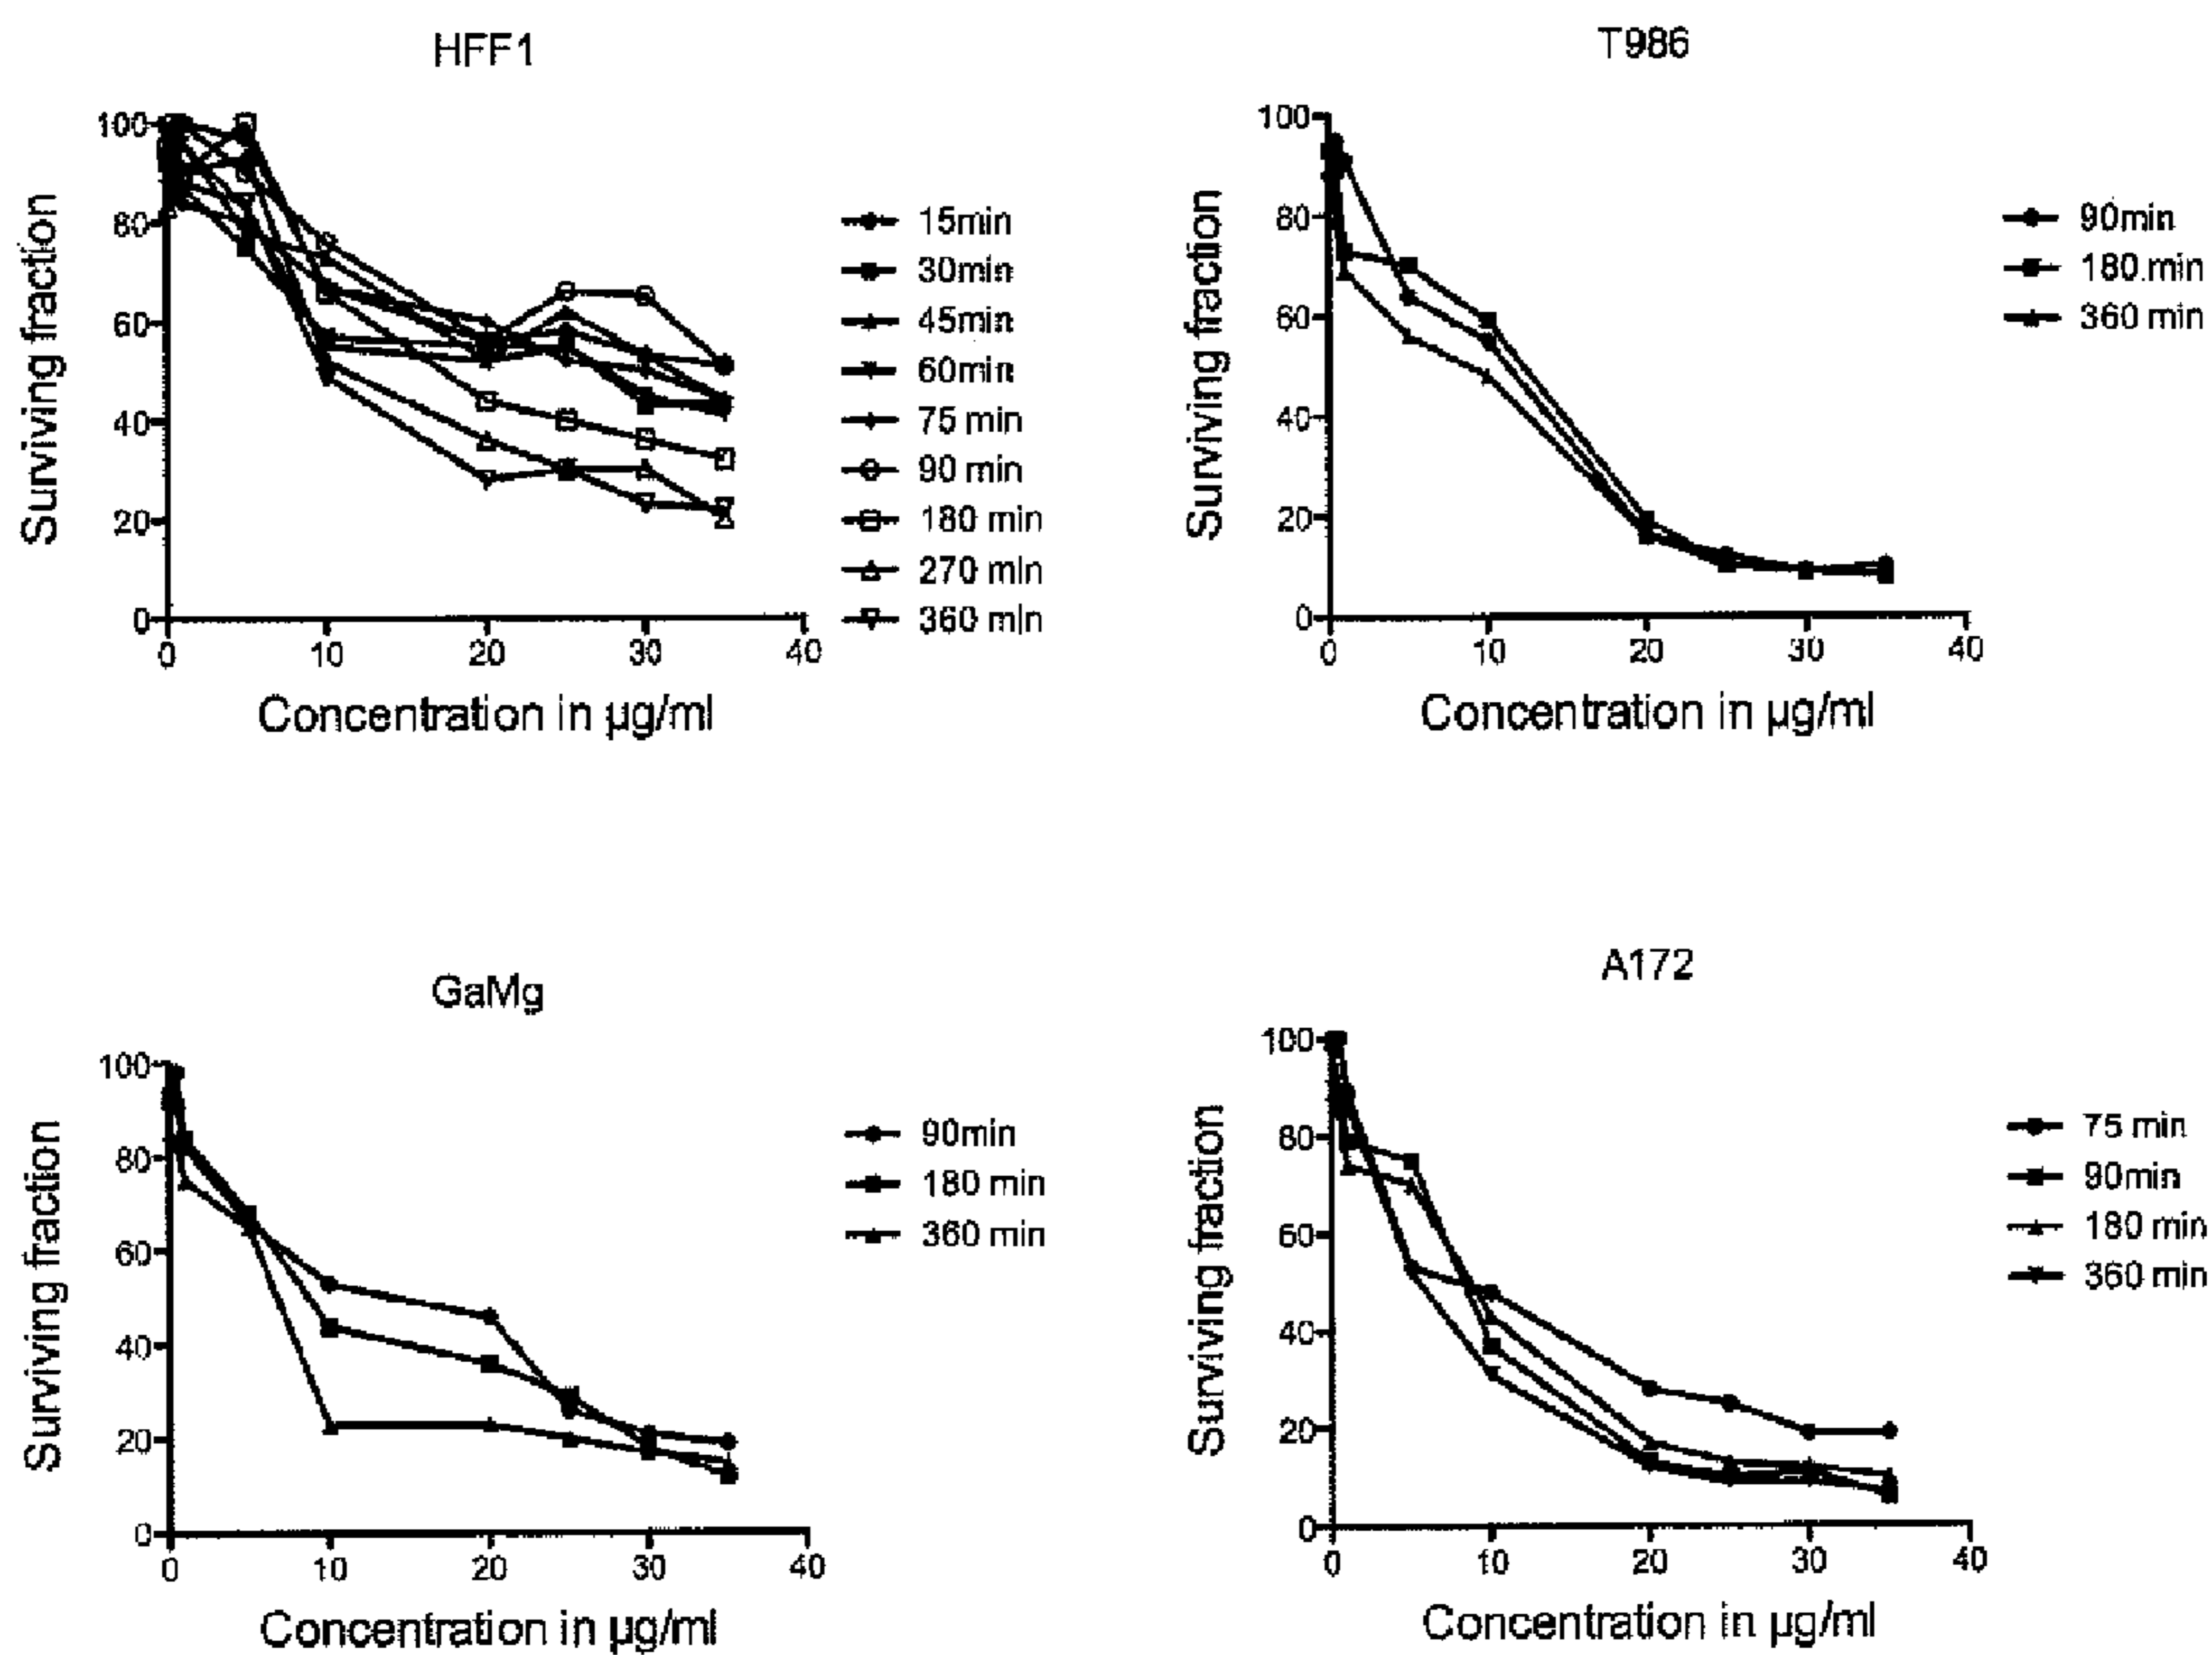 HFF1
100
80
60
40
20
0
0 10 20 30 40
Surviving fraction
Concentration in µg/ml
15min
30min
45min
60min
75 min
90 min
180 min
270 min
360 min
T986
100
80
60
40
20
0
0 10 20 30 40
Surviving fraction
Concentration in µg/ml
90min
180.min
360 min
GaMg
100
80
60
40
20
0
0 10 20 30 40
Surviving fraction
Concentration in µg/ml
90min
180 min
360 min
A172
100
80
60
40
20
0
0 10 20 30 40
Surviving fraction
Concentration in µg/ml
75 min
90min
180 min
360 min